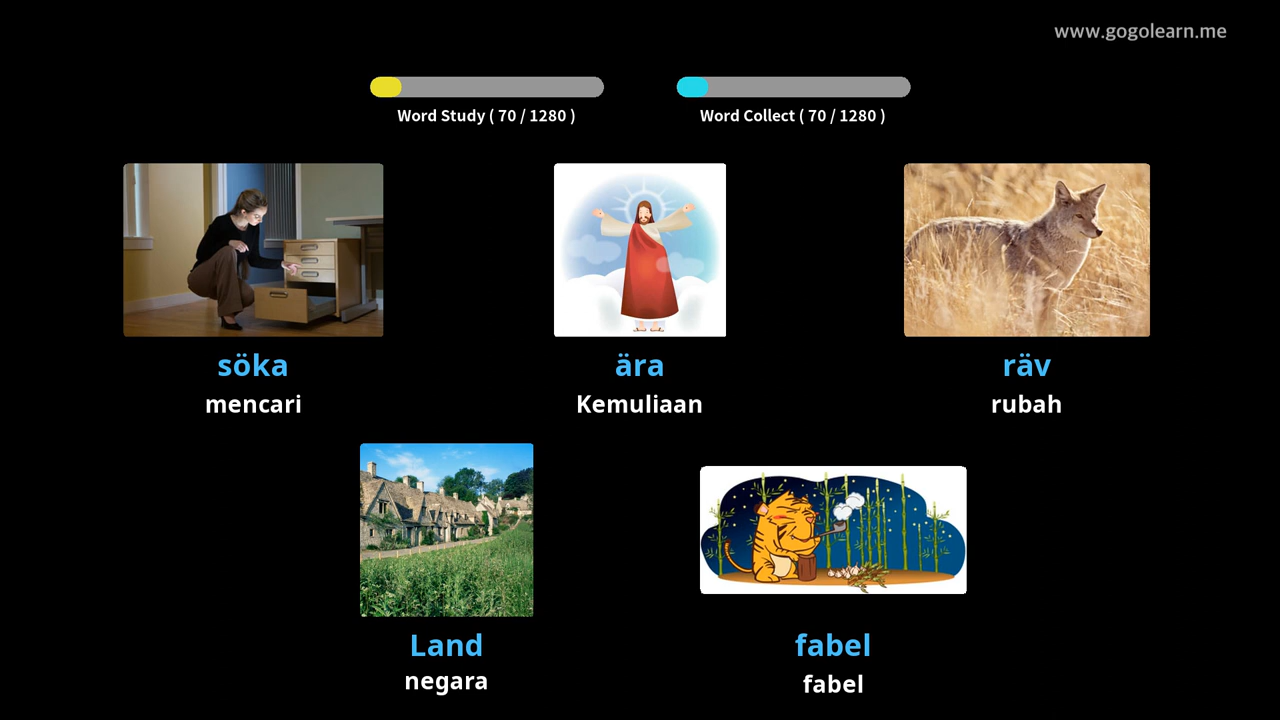 www.gogolearn.me
Word Study ( 70 / 1280 )
Word Collect ( 70 / 1280 )
söka
mencari
ära
Kemuliaan
räv
rubah
Land
negara
fabel
fabel